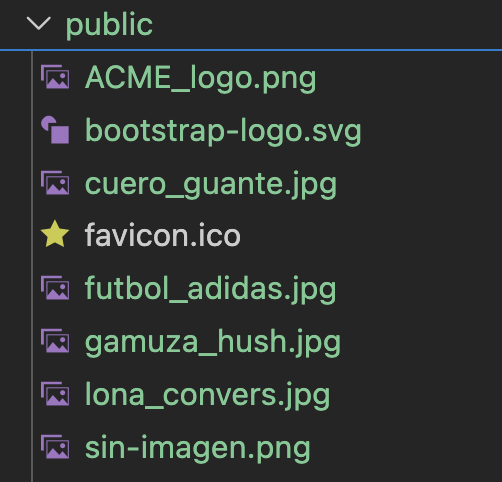 public
ACME_logo.png
bootstrap-logo.svg
cuero_guante.jpg
favicon.ico
futbol_adidas.jpg
gamuza_hush.jpg
lona_convers.jpg
sin-imagen.png